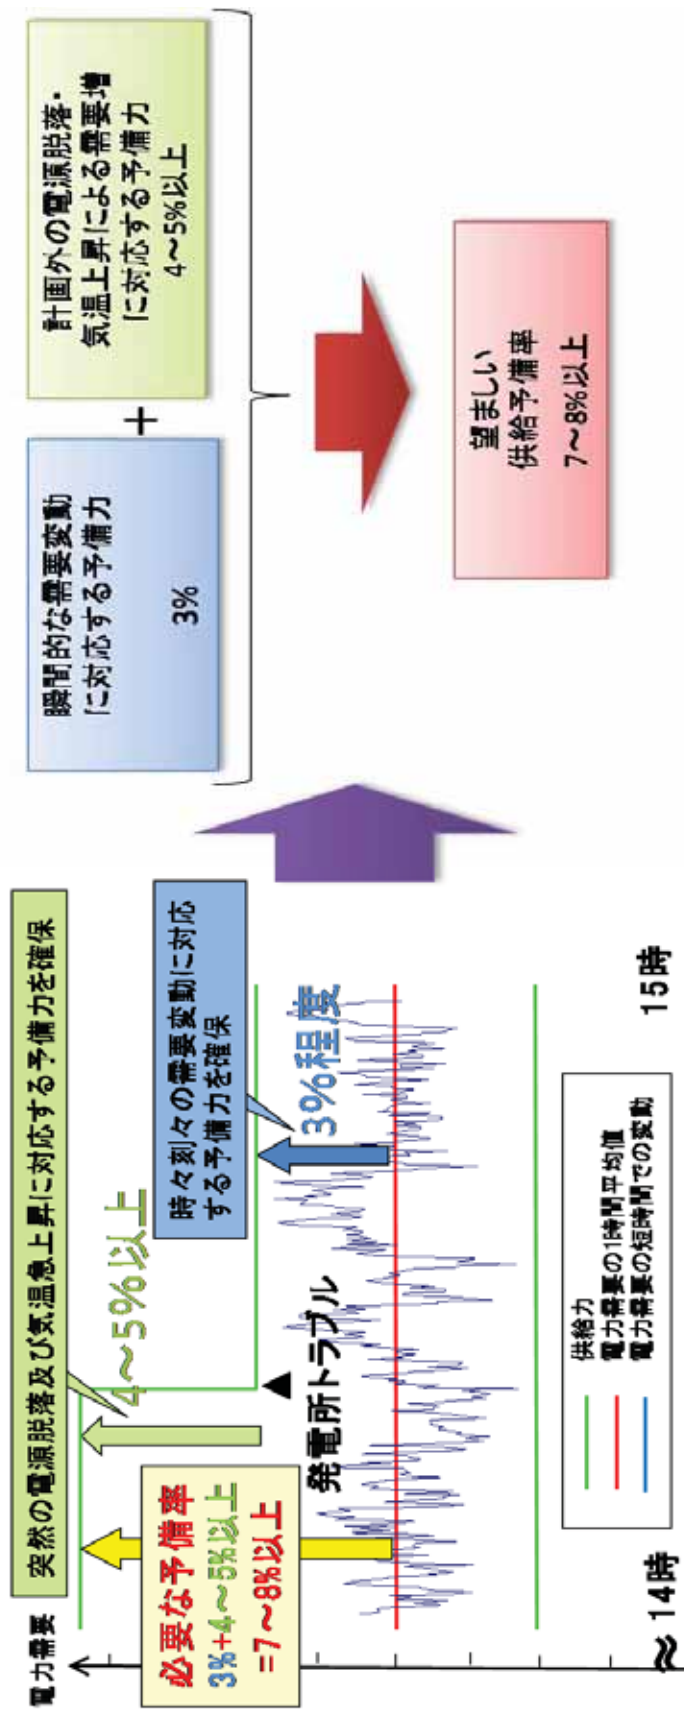 電力需要
突然の電源脱落及び気温急上昇に対応する予備力を確保
4～5%以上
必要な予備率
3%+4～5%以上
=7～8%以上
時々刻々の需要変動に対応
する予備力を確保
3%程度
発電所トラブル
≈
14時
15時
供給力
電力需要の1時間平均値
電力需要の短時間での変動
瞬間的な需要変動
に対応する予備力
3%
＋
計画外の電源脱落・
気温上昇による需要増
に対応する予備力
4～5%以上
望ましい
供給予備率
7～8%以上